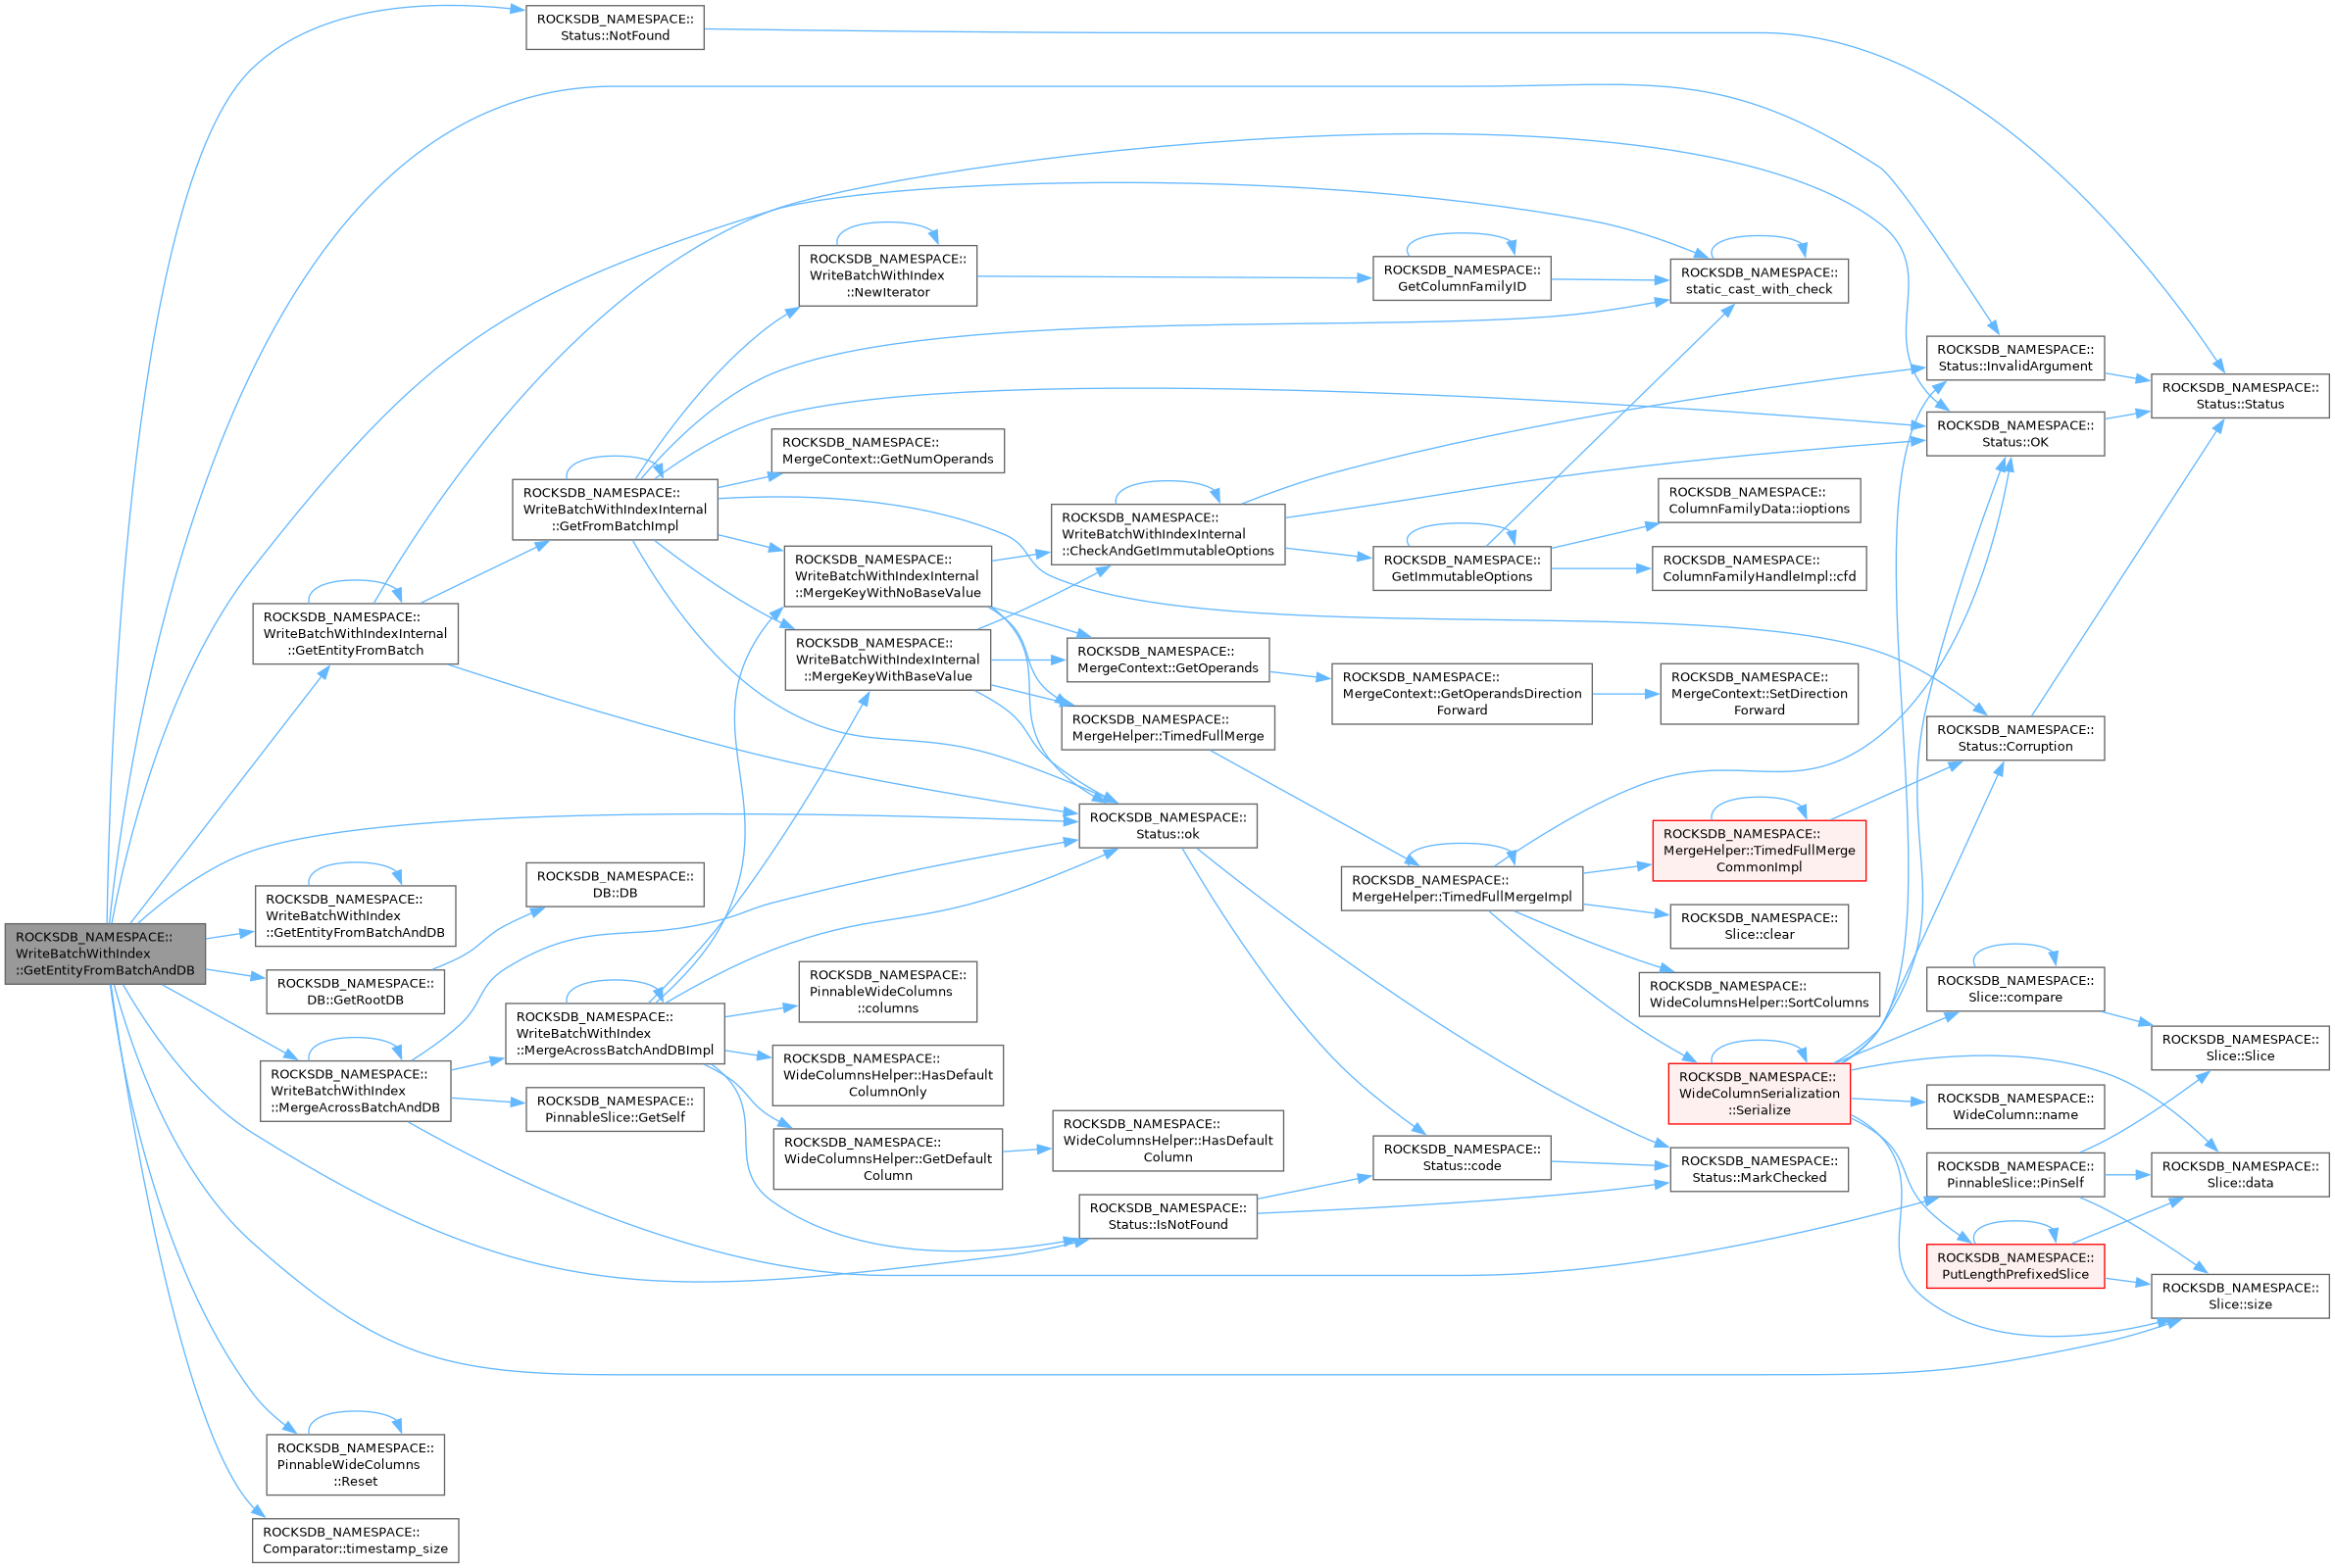 ROCKSDB_NAMESPACE::
WriteBatchWithIndex
::GetEntityFromBatchAndDB
ROCKSDB_NAMESPACE::
Status::NotFound
ROCKSDB_NAMESPACE::
WriteBatchWithIndexInternal
::GetEntityFromBatch
ROCKSDB_NAMESPACE::
WriteBatchWithIndex
::GetEntityFromBatchAndDB
ROCKSDB_NAMESPACE::
DB::GetRootDB
ROCKSDB_NAMESPACE::
WriteBatchWithIndex
::MergeAcrossBatchAndDB
ROCKSDB_NAMESPACE::
PinnableWideColumns
::Reset
ROCKSDB_NAMESPACE::
Comparator::timestamp_size
ROCKSDB_NAMESPACE::
WriteBatchWithIndexInternal
::GetFromBatchImpl
ROCKSDB_NAMESPACE::
DB::DB
ROCKSDB_NAMESPACE::
WriteBatchWithIndex
::MergeAcrossBatchAndDBImpl
ROCKSDB_NAMESPACE::
PinnableSlice::GetSelf
ROCKSDB_NAMESPACE::
WriteBatchWithIndex
::NewIterator
ROCKSDB_NAMESPACE::
MergeContext::GetNumOperands
ROCKSDB_NAMESPACE::
WriteBatchWithIndexInternal
::MergeKeyWithNoBaseValue
ROCKSDB_NAMESPACE::
WriteBatchWithIndexInternal
::MergeKeyWithBaseValue
ROCKSDB_NAMESPACE::
PinnableWideColumns
::columns
ROCKSDB_NAMESPACE::
WideColumnsHelper::HasDefault
ColumnOnly
ROCKSDB_NAMESPACE::
WideColumnsHelper::GetDefault
Column
ROCKSDB_NAMESPACE::
WriteBatchWithIndexInternal
::CheckAndGetImmutableOptions
ROCKSDB_NAMESPACE::
MergeContext::GetOperands
ROCKSDB_NAMESPACE::
MergeHelper::TimedFullMerge
ROCKSDB_NAMESPACE::
Status::ok
ROCKSDB_NAMESPACE::
WideColumnsHelper::HasDefault
Column
ROCKSDB_NAMESPACE::
Status::IsNotFound
ROCKSDB_NAMESPACE::
GetColumnFamilyID
ROCKSDB_NAMESPACE::
GetImmutableOptions
ROCKSDB_NAMESPACE::
MergeContext::GetOperandsDirection
Forward
ROCKSDB_NAMESPACE::
MergeHelper::TimedFullMergeImpl
ROCKSDB_NAMESPACE::
Status::code
ROCKSDB_NAMESPACE::
static_cast_with_check
ROCKSDB_NAMESPACE::
ColumnFamilyData::ioptions
ROCKSDB_NAMESPACE::
ColumnFamilyHandleImpl::cfd
ROCKSDB_NAMESPACE::
MergeContext::SetDirection
Forward
ROCKSDB_NAMESPACE::
MergeHelper::TimedFullMerge
CommonImpl
ROCKSDB_NAMESPACE::
Slice::clear
ROCKSDB_NAMESPACE::
WideColumnsHelper::SortColumns
ROCKSDB_NAMESPACE::
WideColumnSerialization
::Serialize
ROCKSDB_NAMESPACE::
Status::MarkChecked
ROCKSDB_NAMESPACE::
Status::InvalidArgument
ROCKSDB_NAMESPACE::
Status::OK
ROCKSDB_NAMESPACE::
Status::Corruption
ROCKSDB_NAMESPACE::
Slice::compare
ROCKSDB_NAMESPACE::
WideColumn::name
ROCKSDB_NAMESPACE::
PinnableSlice::PinSelf
ROCKSDB_NAMESPACE::
PutLengthPrefixedSlice
ROCKSDB_NAMESPACE::
Status::Status
ROCKSDB_NAMESPACE::
Slice::Slice
ROCKSDB_NAMESPACE::
Slice::data
ROCKSDB_NAMESPACE::
Slice::size